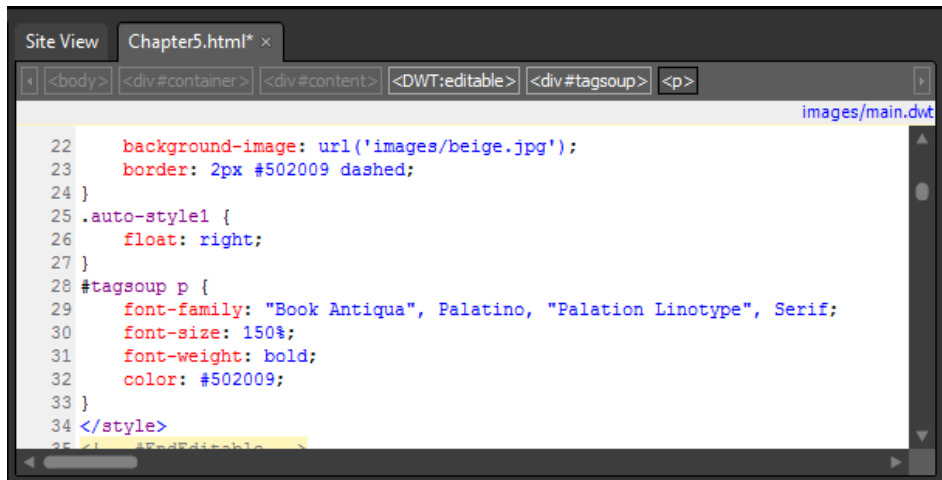 Site View Chapter5.html* ×
<body> <div#container> <div#content> <DWT:editable> <div#tagsoup> <p>
images/main.dwt
22 background-image: url('images/beige.jpg');
23 border: 2px #502009 dashed;
24 }
25 .auto-style1 {
26 float: right;
27 }
28 #tagsoup p {
29 font-family: "Book Antiqua", Palatino, "Palation Linotype", Serif;
30 font-size: 150%;
31 font-weight: bold;
32 color: #502009;
33 }
34 </style>
35 <!-- #EndEditable -->